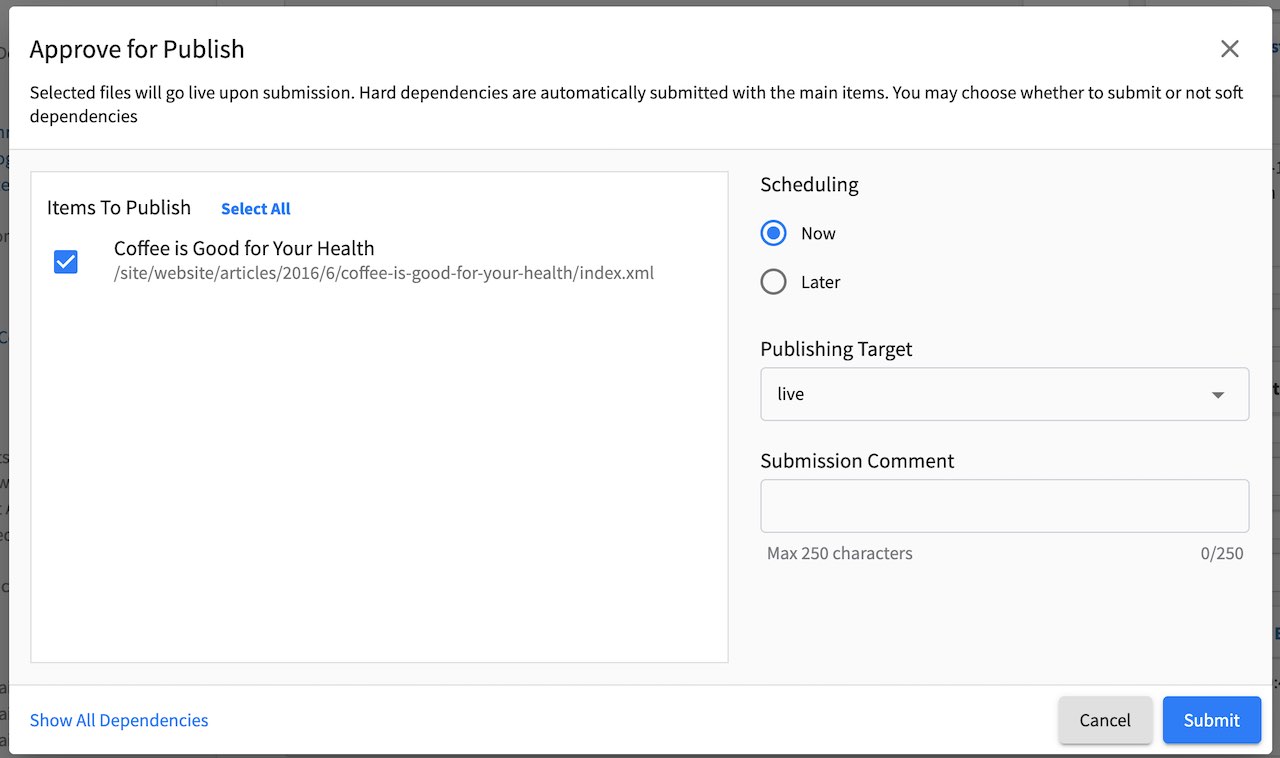 Approve for Publish
Selected files will go live upon submission. Hard dependencies are automatically submitted with the main items. You may choose whether to submit or not soft
dependencies
Items To Publish
Select All
Coffee is Good for Your Health
/site/website/articles/2016/6/coffee-is-good-for-your-health/index.xml
Scheduling
Now
Later
Publishing Target
live
Submission Comment
Max 250 characters
0/250
Show All Dependencies
Cancel
Submit